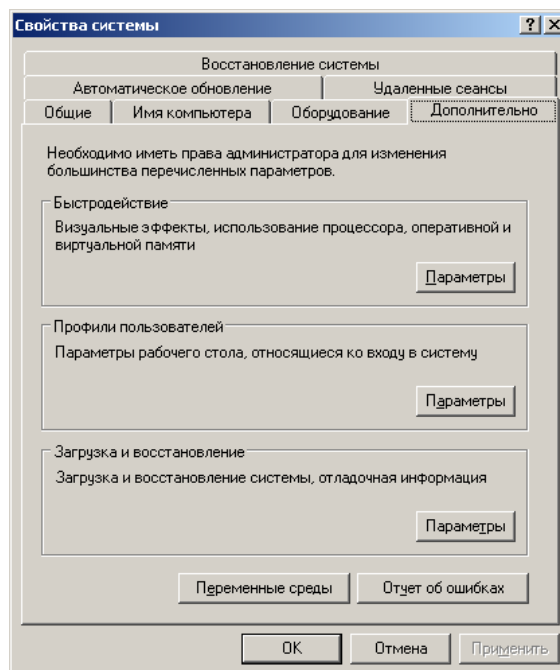 Свойства системы
Восстановление системы
Автоматическое обновление Удаленные сеансы
Общие Имя компьютера Оборудование Дополнительно
Необходимо иметь права администратора для изменения
большинства перечисленных параметров.
Быстродействие
Визуальные эффекты, использование процессора, оперативной и
виртуальной памяти
Параметры
Профили пользователей
Параметры рабочего стола, относящиеся ко входу в систему
Параметры
Загрузка и восстановление
Загрузка и восстановление системы, отладочная информация
Параметры
Переменные среды Отчет об ошибках
OK Отмена Применить